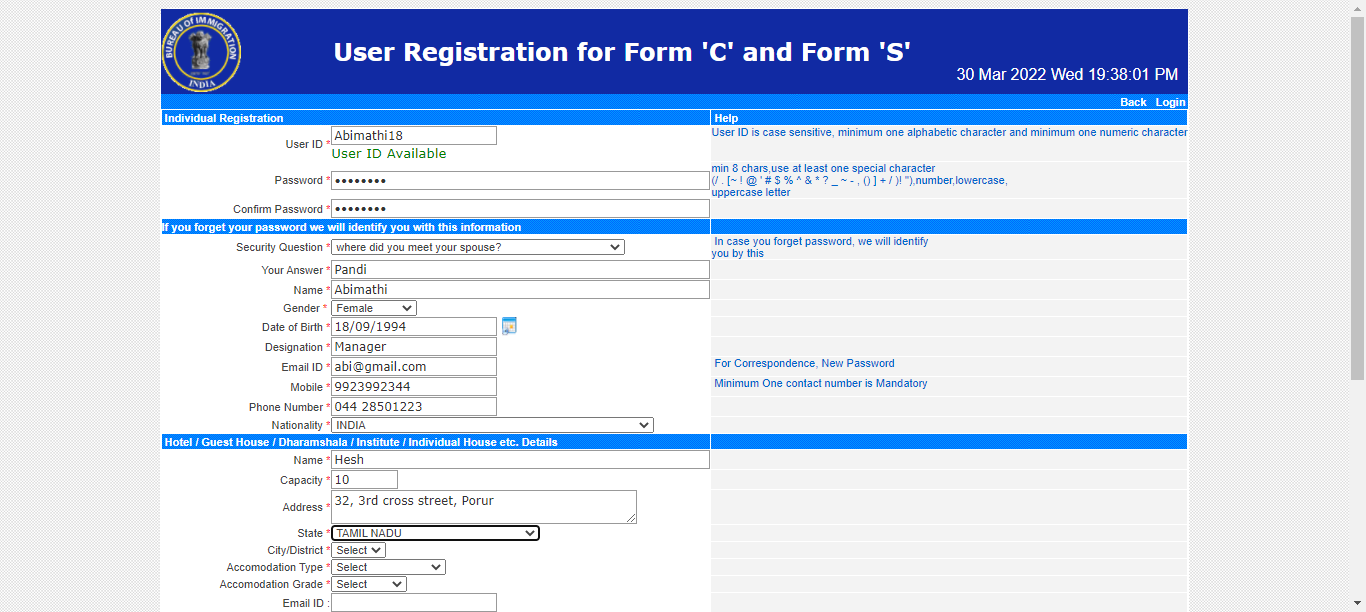 BUREAU OF IMMIGRATION
INDIA
User Registration for Form 'C' and Form 'S'
30 Mar 2022 Wed 19:38:01 PM
Back Login
Individual Registration Help
User ID * Abimathi18 User ID is case sensitive, minimum one alphabetic character and minimum one numeric character
User ID Available
Password * •••••••• min 8 chars,use at least one special character
(/ . [~ ! @ ' # $ % ^ & * ? _ ~ - , () ] + / )! "),number,lowercase,
uppercase letter
Confirm Password * ••••••••
If you forget your password we will identify you with this information
Security Question * where did you meet your spouse? In case you forget password, we will identify
you by this
Your Answer * Pandi
Name * Abimathi
Gender * Female
Date of Birth * 18/09/1994
Designation * Manager
Email ID * abi@gmail.com For Correspondence, New Password
Mobile * 9923992344 Minimum One contact number is Mandatory
Phone Number * 044 28501223
Nationality * INDIA
Hotel / Guest House / Dharamshala / Institute / Individual House etc. Details
Name * Hesh
Capacity * 10
Address * 32, 3rd cross street, Porur
State * TAMIL NADU
City/District * Select
Accomodation Type * Select
Accomodation Grade * Select
Email ID :